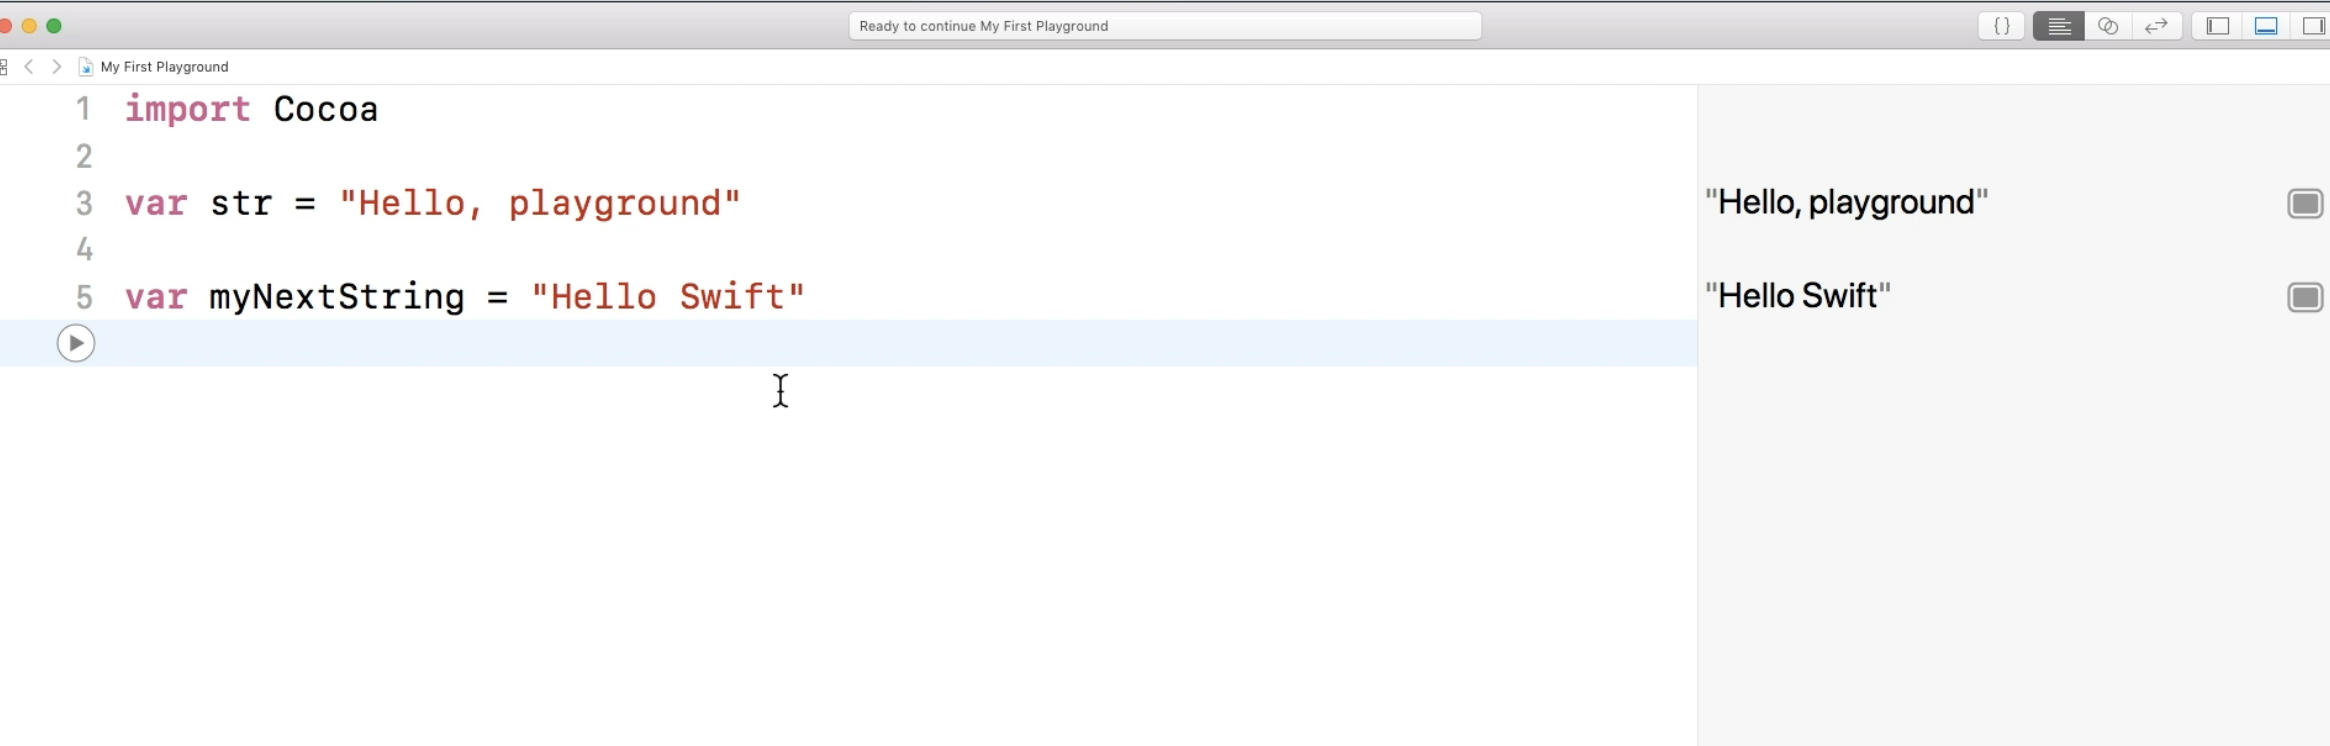 Ready to continue My First Playground
{ }
My First Playground
1 import Cocoa
2
3 var str = "Hello, playground"
"Hello, playground"
4
5 var myNextString = "Hello Swift"
"Hello Swift"